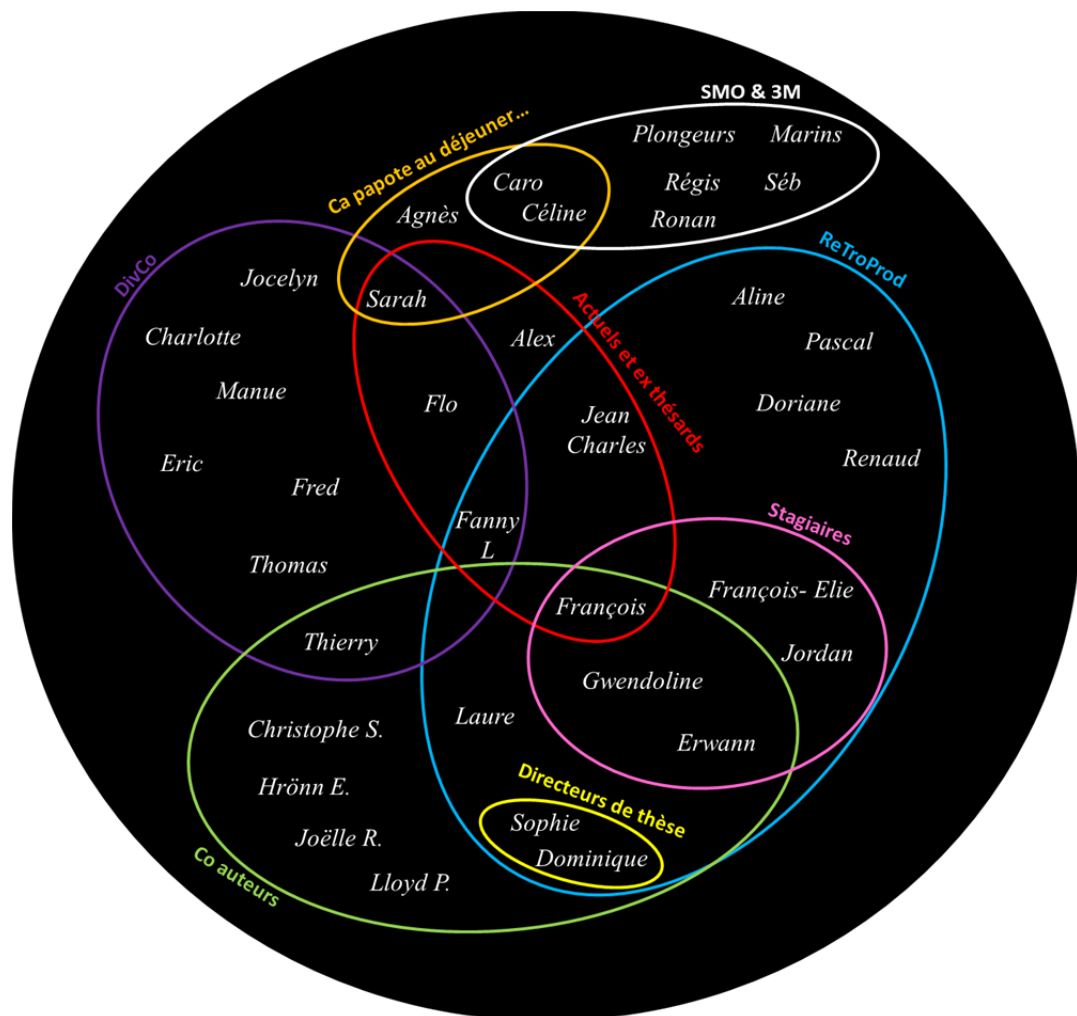 SMO & 3M
Ca papote au déjeuner...
Plongeurs
Marins
Caro
Régis
Séb
Céline
Ronan
Agnès
DivCo
ReTroProd
Jocelyn
Sarah
Actuels et ex thésards
Aline
Charlotte
Alex
Pascal
Manue
Flo
Jean
Charles
Doriane
Eric
Fred
Renaud
Fanny
L
Stagiaires
Thomas
François
François- Elie
Thierry
Jordan
Gwendoline
Christophe S.
Laure
Erwann
Hrönn E.
Directeurs de thèse
Sophie
Joëlle R.
Dominique
Co auteurs
Lloyd P.